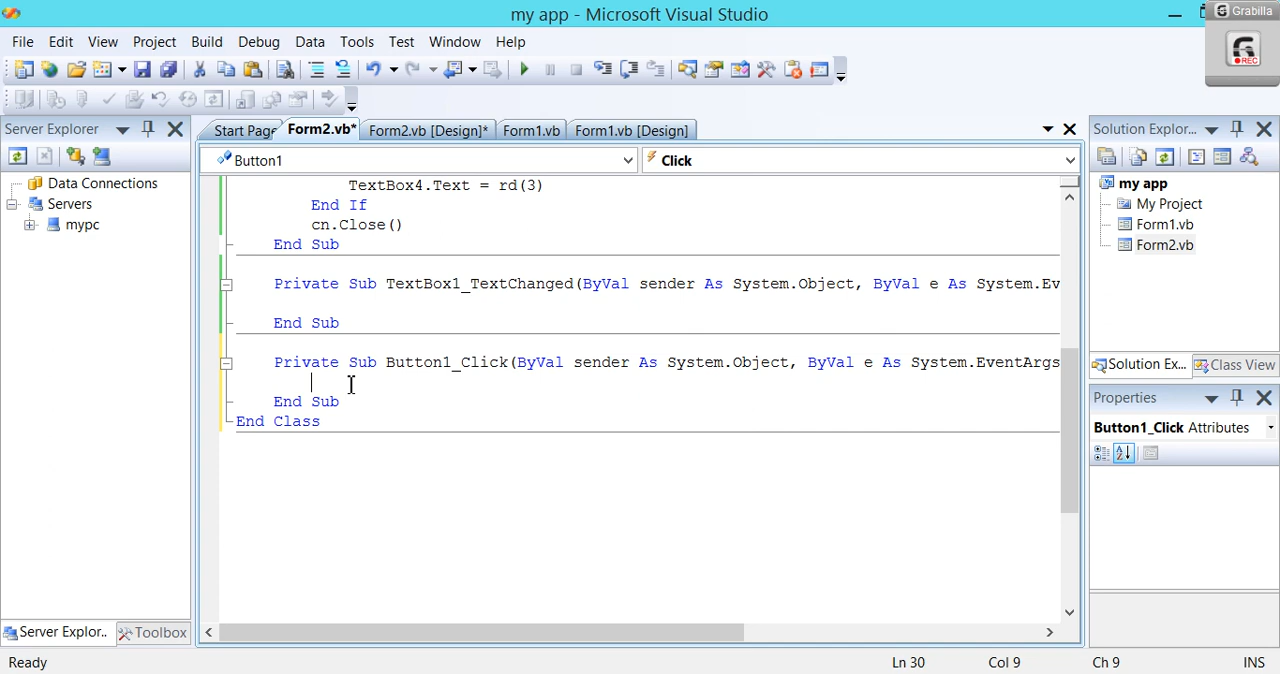 my app - Microsoft Visual Studio
Grabilla
REC
File Edit View Project Build Debug Data Tools Test Window Help
Server Explorer
Start Page Form2.vb* Form2.vb [Design]* Form1.vb Form1.vb [Design]
Solution Explor...
Button1 Click
Data Connections
Servers
mypc
TextBox4.Text = rd(3)
End If
cn.Close()
End Sub
Private Sub TextBox1_TextChanged(ByVal sender As System.Object, ByVal e As System.Ev
End Sub
Private Sub Button1_Click(ByVal sender As System.Object, ByVal e As System.EventArgs
End Sub
End Class
my app
My Project
Form1.vb
Form2.vb
Solution Ex... Class View
Properties
Button1_Click Attributes
Server Explor.. Toolbox
Ready Ln 30 Col 9 Ch 9 INS